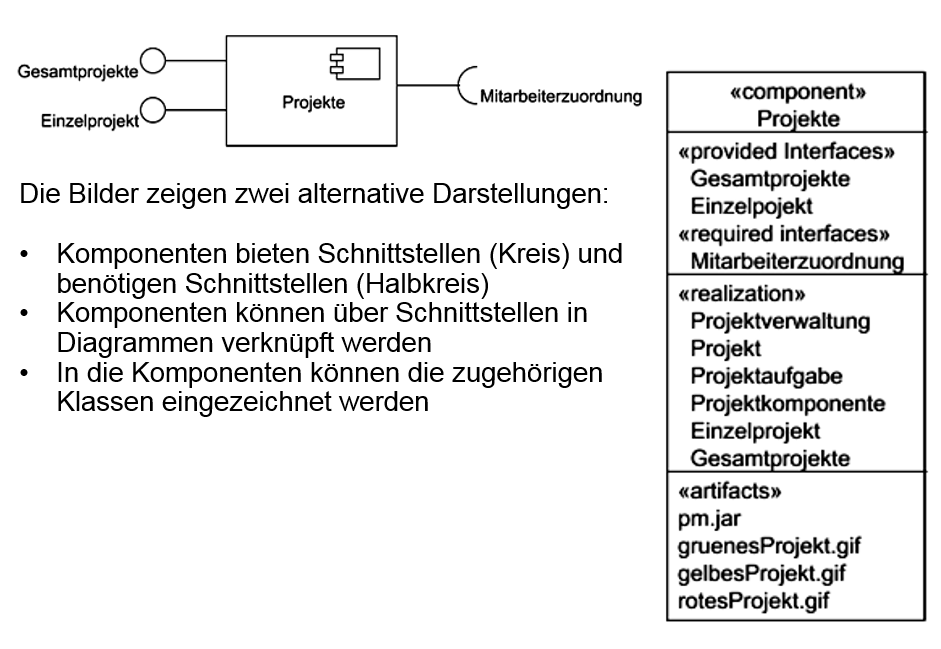 Gesamtprojekte
Einzelprojekt
Projekte
Mitarbeiterzuordnung
Die Bilder zeigen zwei alternative Darstellungen:
• Komponenten bieten Schnittstellen (Kreis) und
benötigen Schnittstellen (Halbkreis)
• Komponenten können über Schnittstellen in
Diagrammen verknüpft werden
• In die Komponenten können die zugehörigen
Klassen eingezeichnet werden
«component»
Projekte
«provided Interfaces»
Gesamtprojekte
Einzelpojekt
«required interfaces»
Mitarbeiterzuordnung
«realization»
Projektverwaltung
Projekt
Projektaufgabe
Projektkomponente
Einzelprojekt
Gesamtprojekte
«artifacts»
pm.jar
gruenesProjekt.gif
gelbesProjekt.gif
rotesProjekt.gif